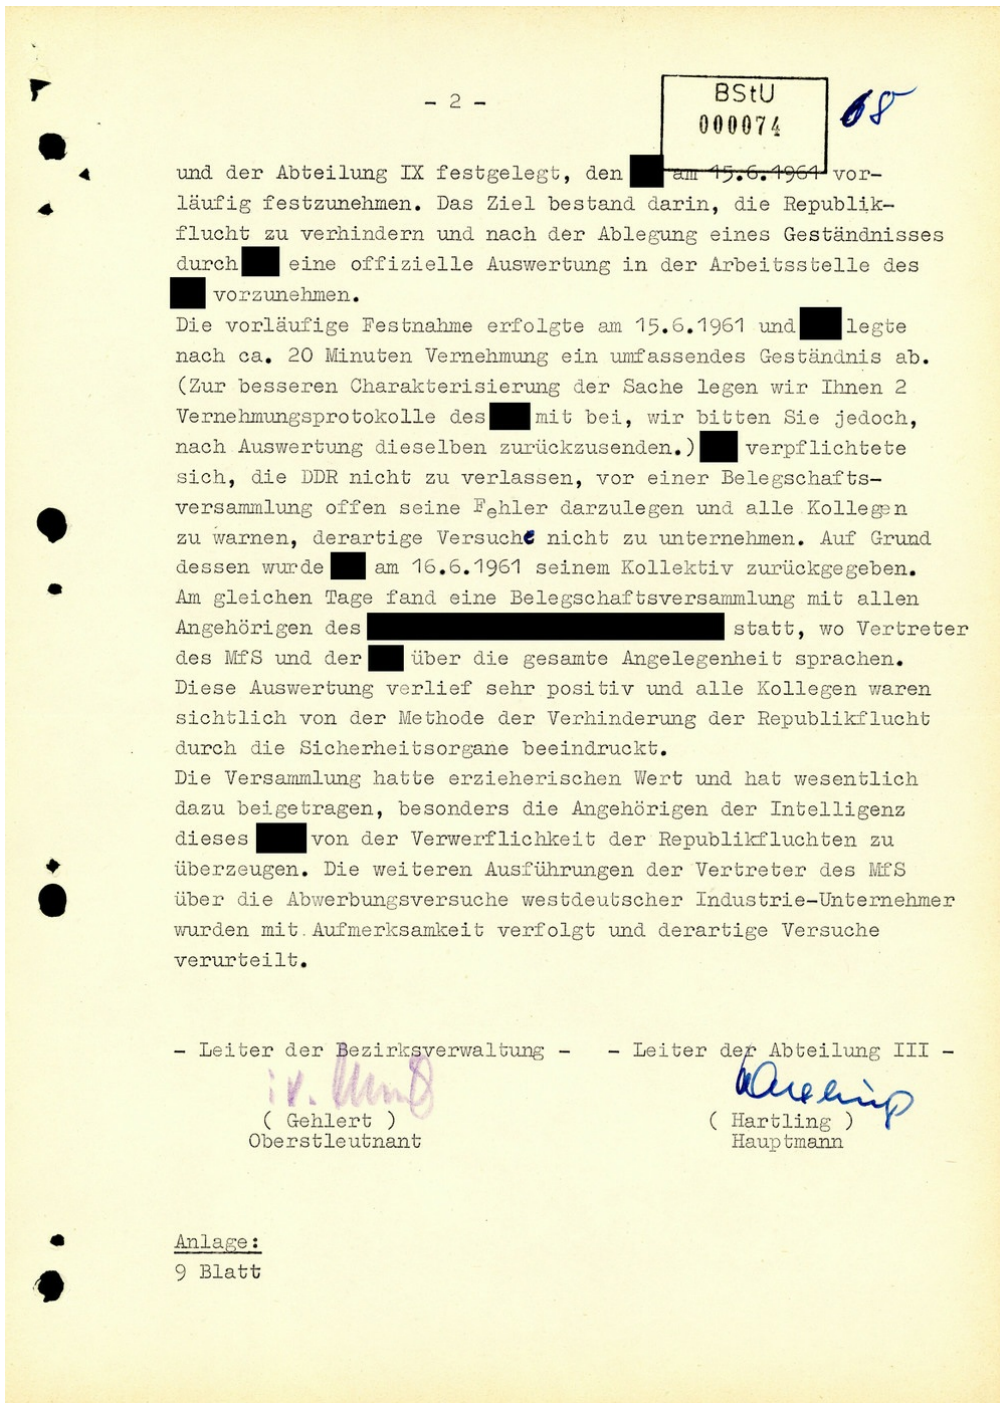 - 2 -
BStU
000074
68
und der Abteilung IX festgelegt, den am 15.6.1961 vor-
läufig festzunehmen. Das Ziel bestand darin, die Republik-
flucht zu verhindern und nach der Ablegung eines Geständnisses
durch eine offizielle Auswertung in der Arbeitsstelle des
vorzunehmen.
Die vorläufige Festnahme erfolgte am 15.6.1961 und legte
nach ca. 20 Minuten Vernehmung ein umfassendes Geständnis ab.
(Zur besseren Charakterisierung der Sache legen wir Ihnen 2
Vernehmungsprotokolle des mit bei, wir bitten Sie jedoch,
nach Auswertung dieselben zurückzusenden.) verpflichtete
sich, die DDR nicht zu verlassen, vor einer Belegschafts-
versammlung offen seine Fehler darzulegen und alle Kollegen
zu warnen, derartige Versuche nicht zu unternehmen. Auf Grund
dessen wurde am 16.6.1961 seinem Kollektiv zurückgegeben.
Am gleichen Tage fand eine Belegschaftsversammlung mit allen
Angehörigen des statt, wo Vertreter
des MfS und der über die gesamte Angelegenheit sprachen.
Diese Auswertung verlief sehr positiv und alle Kollegen waren
sichtlich von der Methode der Verhinderung der Republikflucht
durch die Sicherheitsorgane beeindruckt.
Die Versammlung hatte erzieherischen Wert und hat wesentlich
dazu beigetragen, besonders die Angehörigen der Intelligenz
dieses von der Verwerflichkeit der Republikfluchten zu
überzeugen. Die weiteren Ausführungen der Vertreter des MfS
über die Abwerbungsversuche westdeutscher Industrie-Unternehmer
wurden mit Aufmerksamkeit verfolgt und derartige Versuche
verurteilt.
- Leiter der Bezirksverwaltung - - Leiter der Abteilung III -
i.v.
( Gehlert ) ( Hartling )
Oberstleutnant Hauptmann
Anlage:
9 Blatt